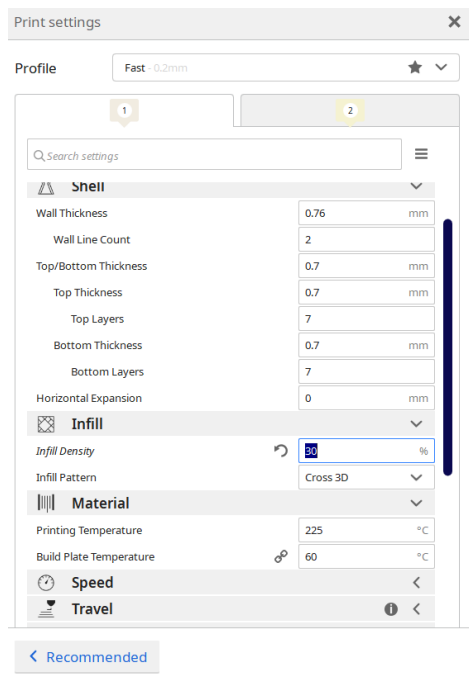 Print settings
Profile
Fast - 0.2mm
1
2
Search settings
Shell
Wall Thickness 0.76 mm
Wall Line Count 2
Top/Bottom Thickness 0.7 mm
Top Thickness 0.7 mm
Top Layers 7
Bottom Thickness 0.7 mm
Bottom Layers 7
Horizontal Expansion 0 mm
Infill
Infill Density 30 %
Infill Pattern Cross 3D
Material
Printing Temperature 225 °C
Build Plate Temperature 60 °C
Speed
Travel
Recommended